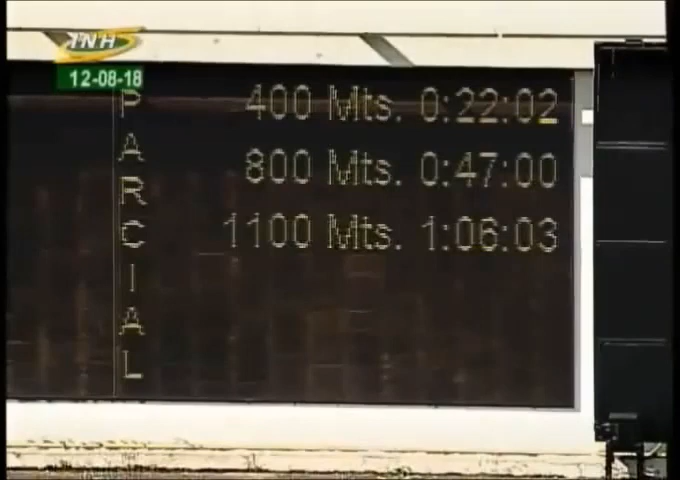 INH
12-08-18
PARCIAL
400 Mts. 0:22:02
800 Mts. 0:47:00
1100 Mts. 1:06:03